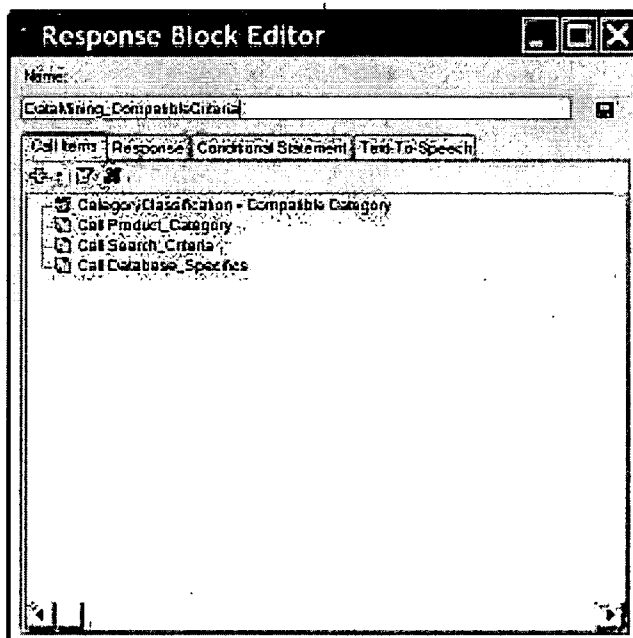 Response Block Editor
Name:
DataMining_CompatibleCriteria
Call Items Response Conditional Statement Text-To-Speech
CategoryClassification - Compatible Category
Call Product_Category
Call Search_Criteria
Call Database_Specifics